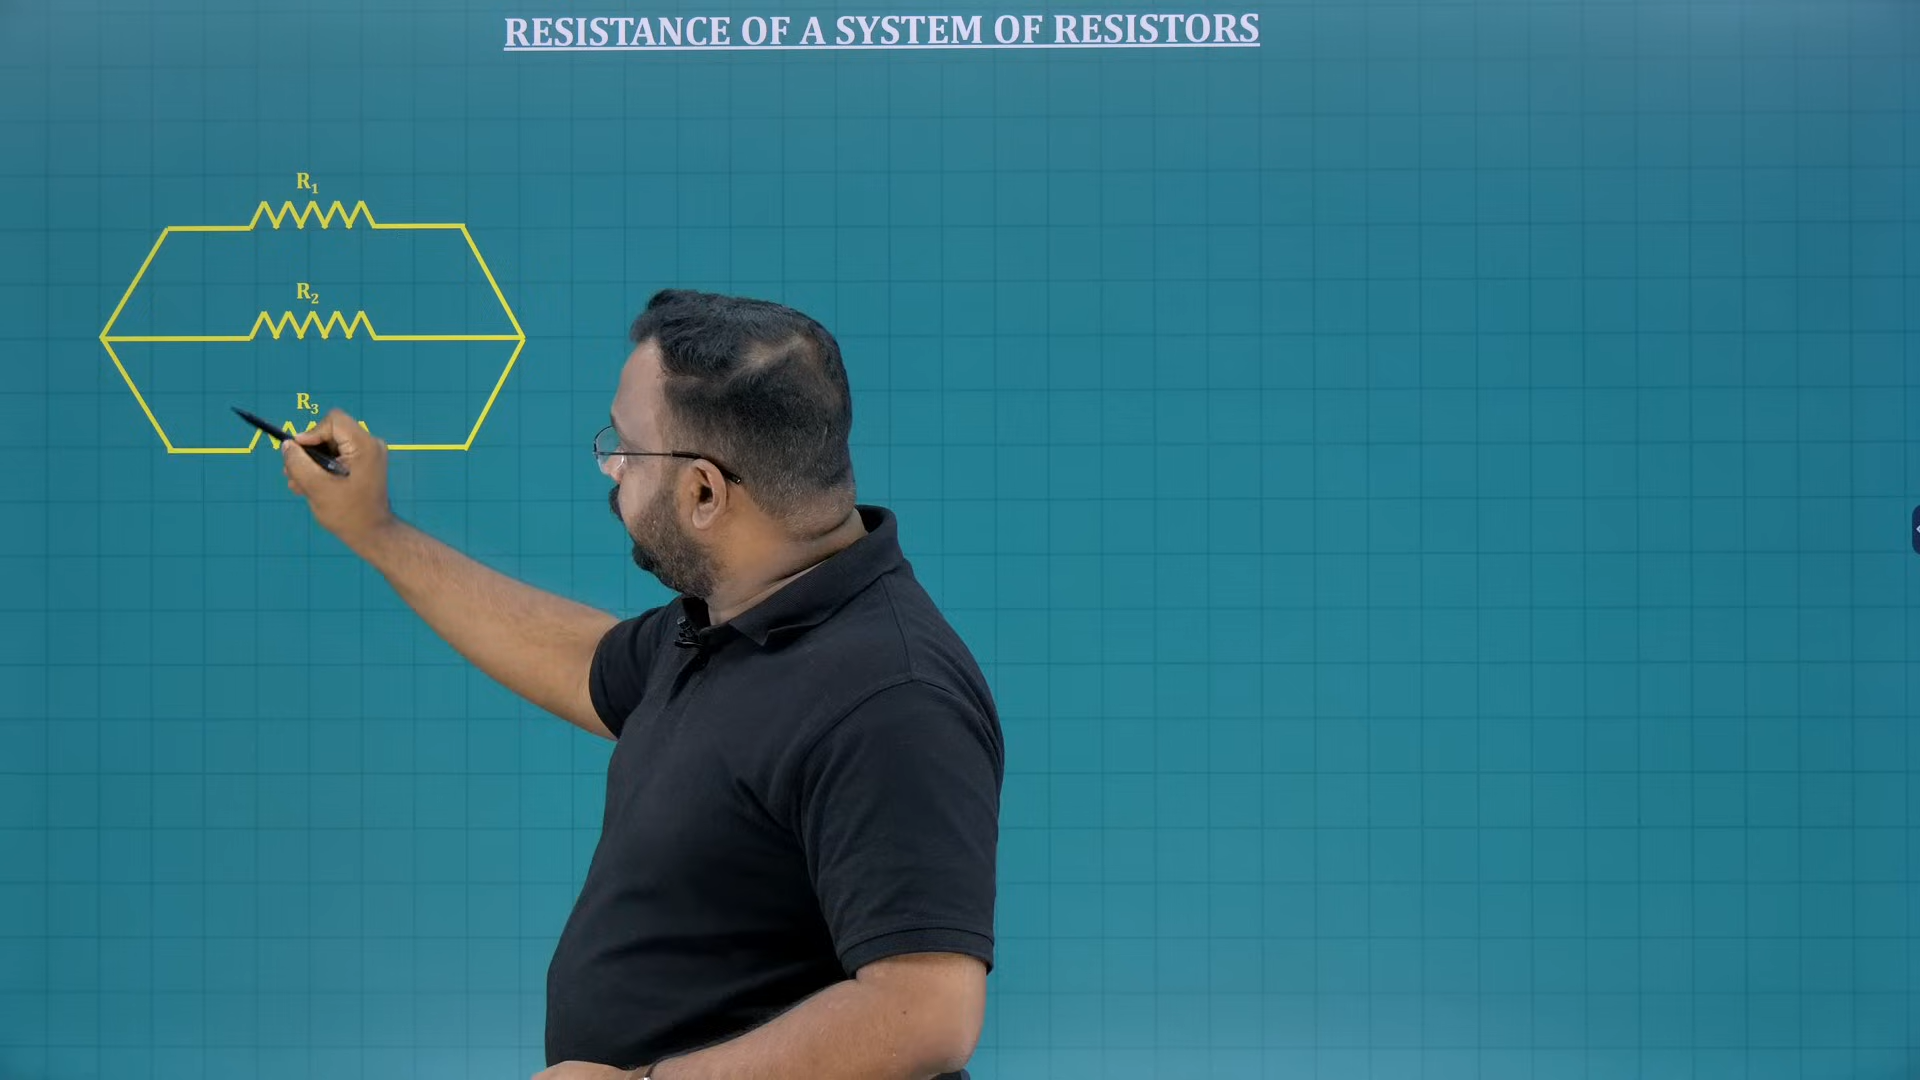 RESISTANCE OF A SYSTEM OF RESISTORS
R₁
R₂
R₃